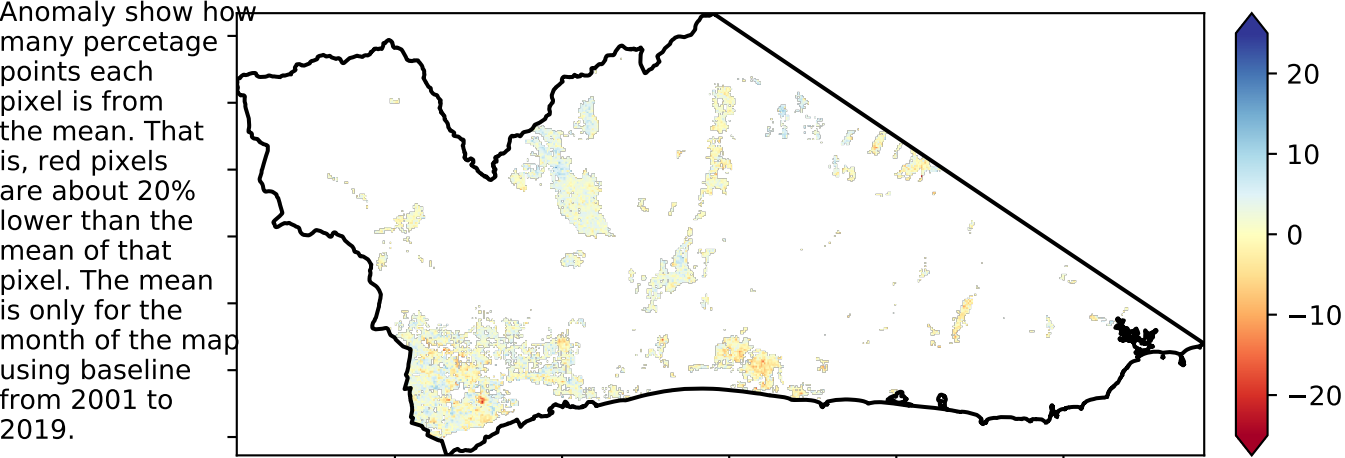 Anomaly show how
many percetage
points each
pixel is from
the mean. That
is, red pixels
are about 20%
lower than the
mean of that
pixel. The mean
is only for the
month of the map
using baseline
from 2001 to
2019.
20
10
0
−10
−20